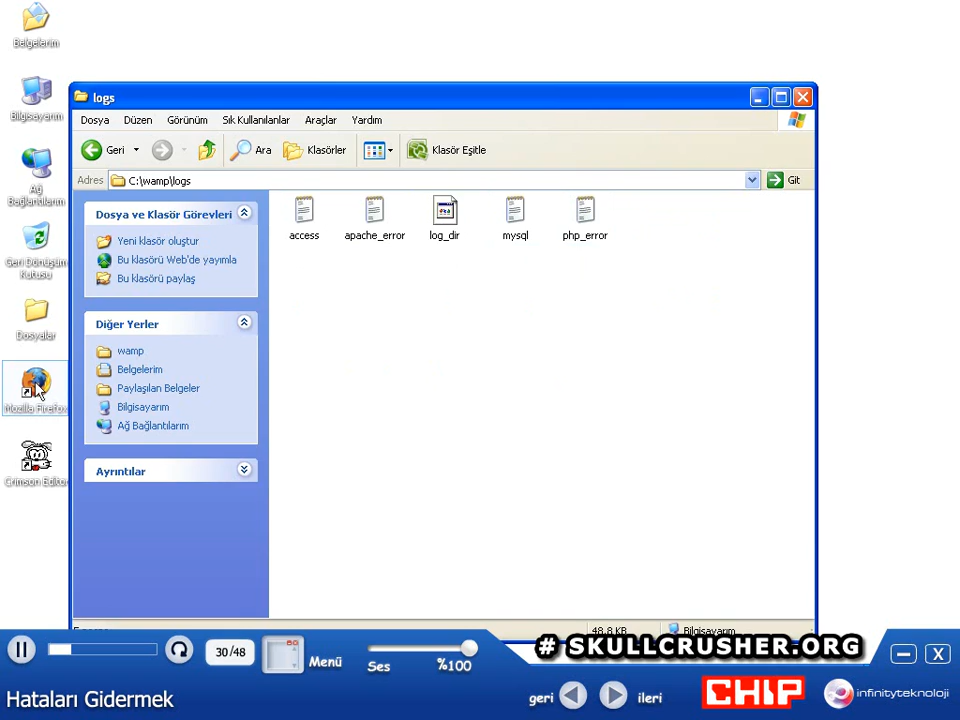 Belgelerim
Bilgisayarım
Ağ
Bağlantılarım
Geri Dönüşüm
Kutusu
Dosyalar
Mozilla Firefox
Crimson Editor
logs
Dosya Düzen Görünüm Sık Kullanılanlar Araçlar Yardım
Geri Ara Klasörler Klasör Eşitle
Adres C:\wamp\logs Git
Dosya ve Klasör Görevleri
Yeni klasör oluştur
Bu klasörü Web'de yayımla
Bu klasörü paylaş
Diğer Yerler
wamp
Belgelerim
Paylaşılan Belgeler
Bilgisayarım
Ağ Bağlantılarım
Ayrıntılar
access apache_error log_dir mysql php_error
48,8 KB Bilgisayarım
# SKULLCRUSHER.ORG
30/48 Menü Ses %100 X
Hataları Gidermek
geri ileri
CHIP
infinityteknoloji